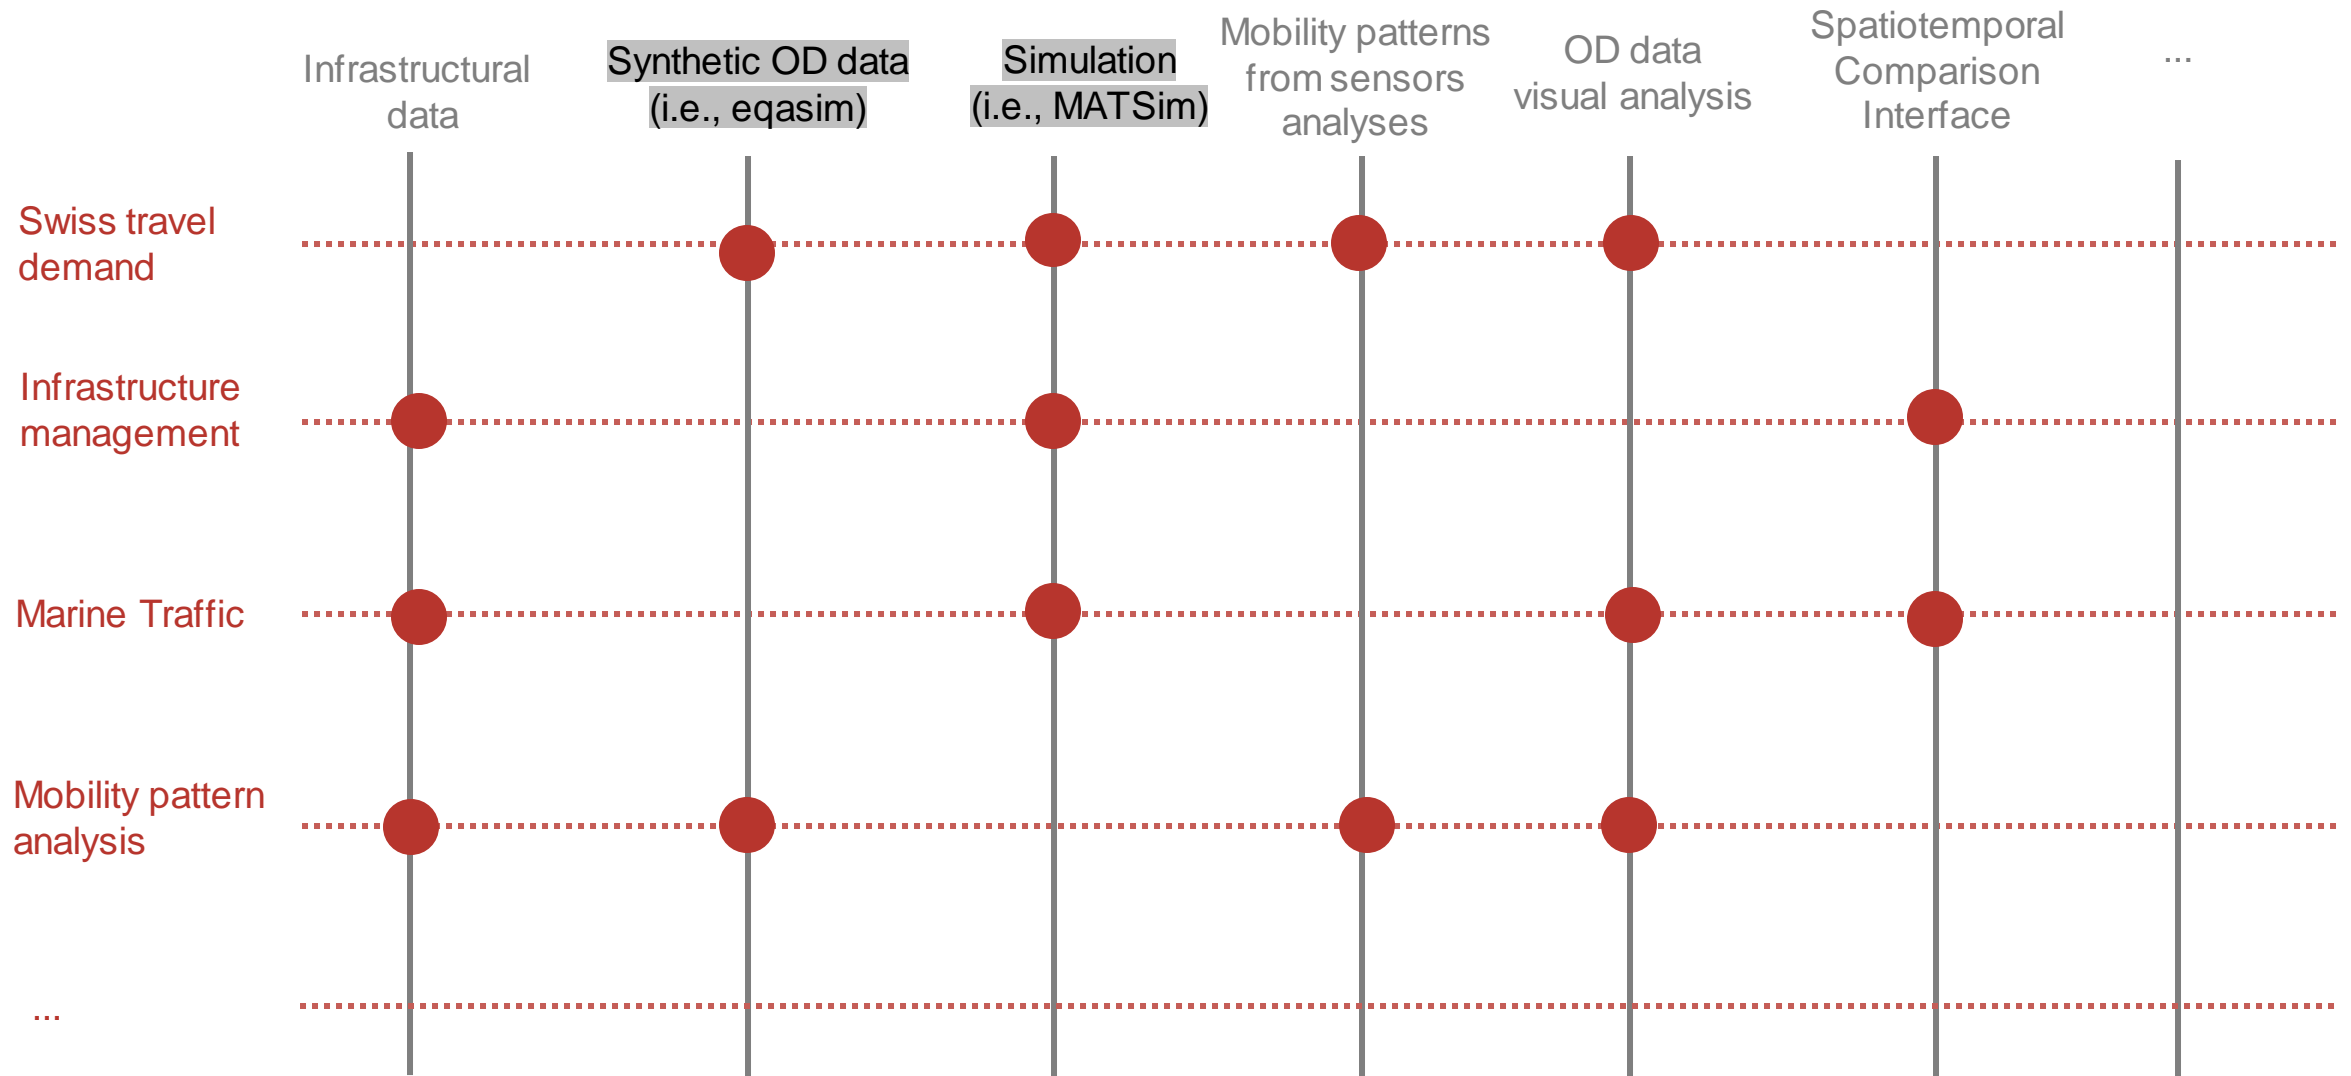 Infrastructural
data
Synthetic OD data
(i.e., eqasim)
Simulation
(i.e., MATSim)
Mobility patterns
from sensors
analyses
OD data
visual analysis
Spatiotemporal
Comparison
Interface
...
Swiss travel
demand
Infrastructure
management
Marine Traffic
Mobility pattern
analysis
...